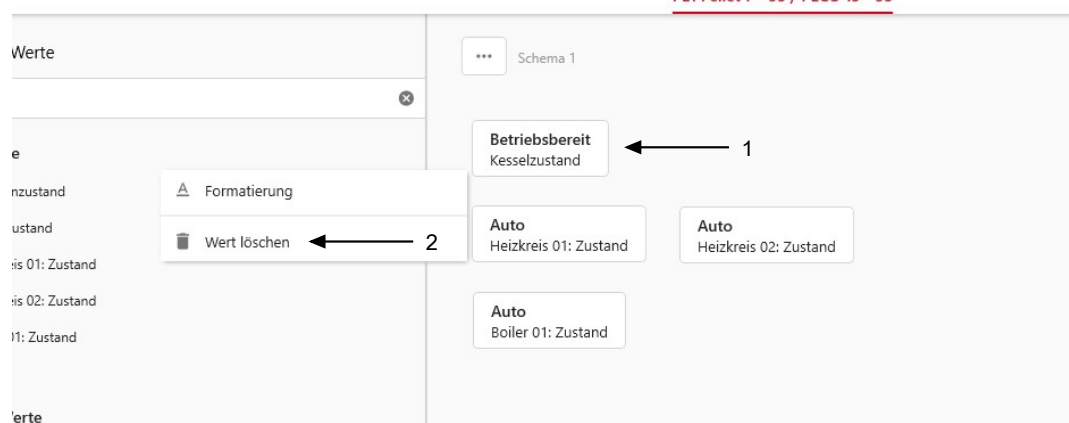 Werte
e
nzustand
ustand
is 01: Zustand
is 02: Zustand
1: Zustand
erte
A Formatierung
Wert löschen
2
••• Schema 1
Betriebsbereit
Kesselzustand
1
Auto
Heizkreis 01: Zustand
Auto
Heizkreis 02: Zustand
Auto
Boiler 01: Zustand